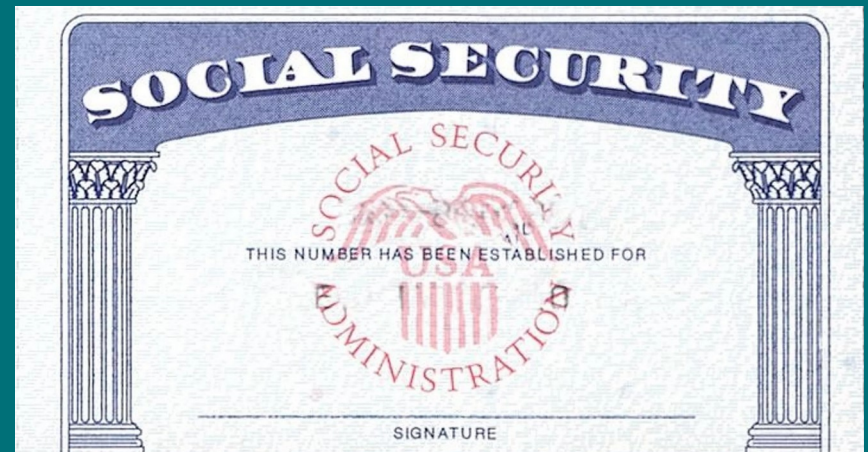 SOCIAL SECURITY
SOCIAL SECURITY
THIS NUMBER HAS BEEN ESTABLISHED FOR
USA
ADMINISTRATION
SIGNATURE